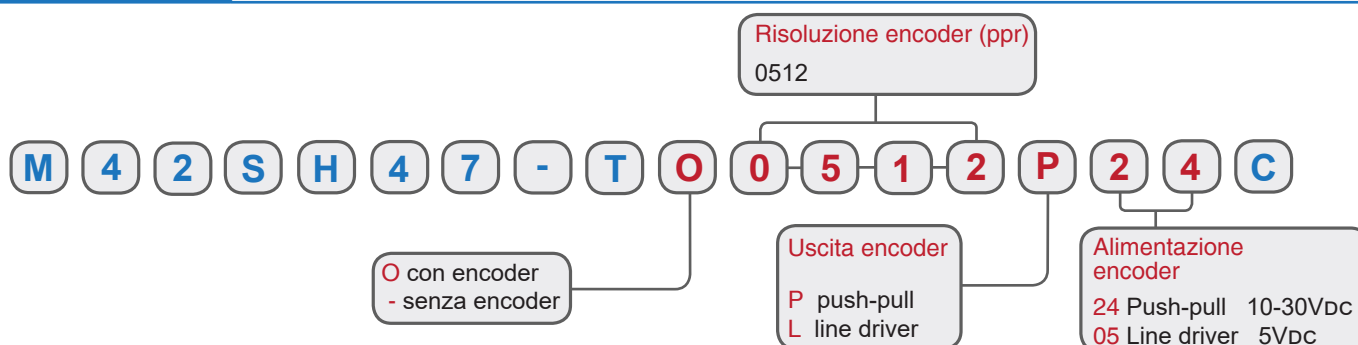 Risoluzione encoder (ppr)
0512
M 4 2 S H 4 7 - T O 0 5 1 2 P 2 4 C
O con encoder
- senza encoder
Uscita encoder
P push-pull
L line driver
Alimentazione
encoder
24 Push-pull 10-30VDC
05 Line driver 5VDC